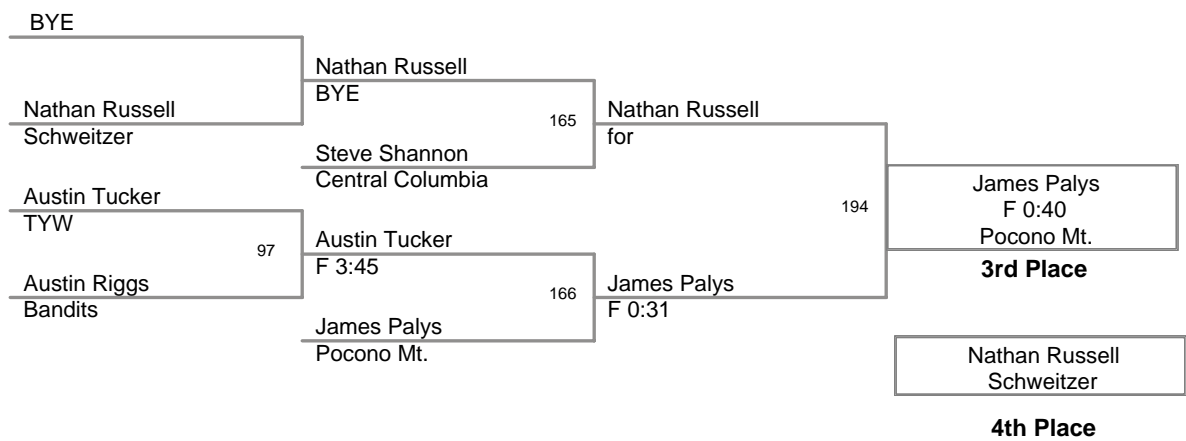 BYE
Nathan Russell
Schweitzer
Austin Tucker
TYW
97
Austin Riggs
Bandits
Nathan Russell
BYE
165
Steve Shannon
Central Columbia
Austin Tucker
F 3:45
166
James Palys
Pocono Mt.
Nathan Russell
for
194
James Palys
F 0:31
James Palys
F 0:40
Pocono Mt.
3rd Place
Nathan Russell
Schweitzer
4th Place